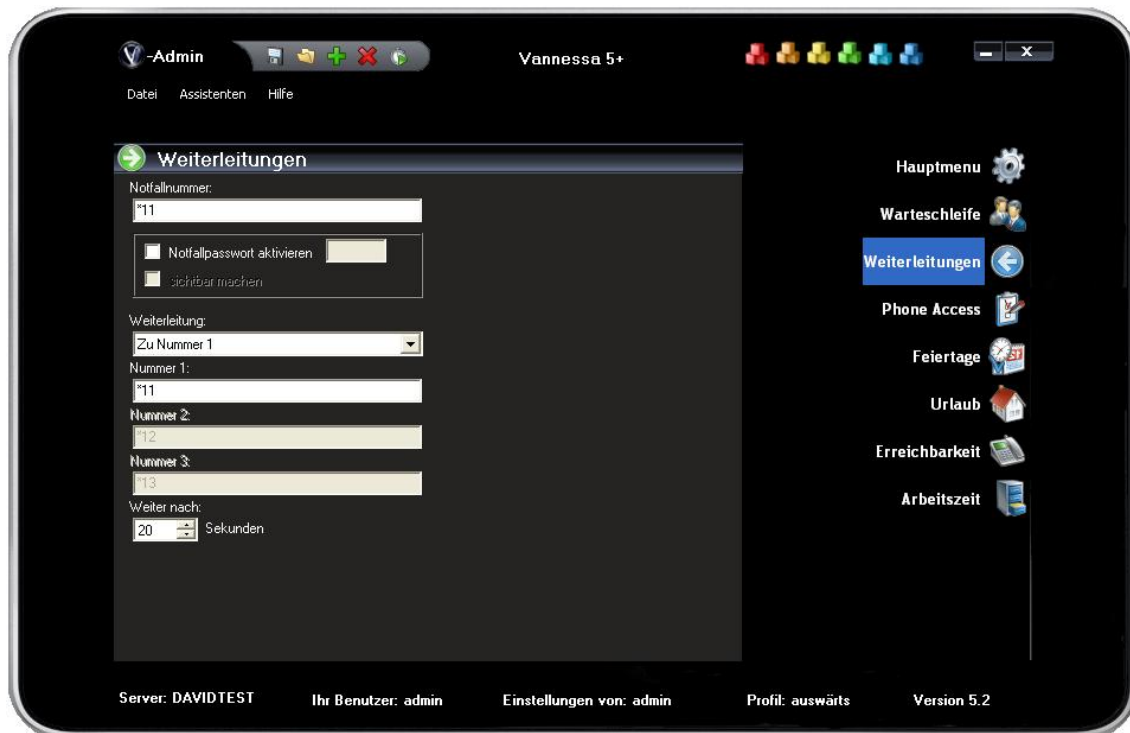 V-Admin
Vannessa 5+
X
Datei Assistenten Hilfe
Weiterleitungen
Notfallnummer:
*11
Notfallpasswort aktivieren
sichtbar machen
Weiterleitung:
Zu Nummer 1
Nummer 1:
*11
Nummer 2:
*12
Nummer 3:
*13
Weiter nach:
20 Sekunden
Hauptmenu
Warteschleife
Weiterleitungen
Phone Access
Feiertage
Urlaub
Erreichbarkeit
Arbeitszeit
Server: DAVIDTEST Ihr Benutzer: admin Einstellungen von: admin Profil: auswärts Version 5.2